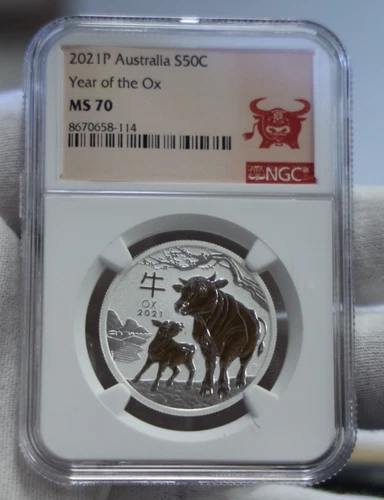 2021P Australia S50C
Year of the Ox
MS 70
8670658-114
NGC
牛
OX
2021